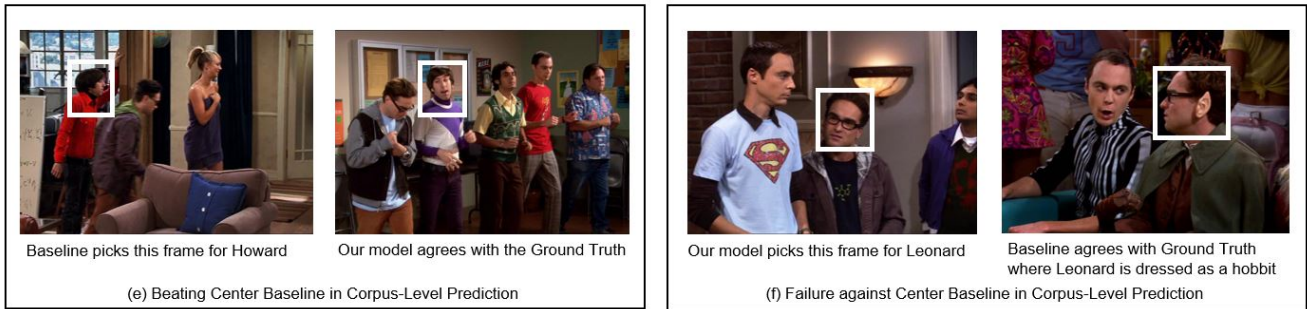 Baseline picks this frame for Howard
Our model agrees with the Ground Truth
(e) Beating Center Baseline in Corpus-Level Prediction
Our model picks this frame for Leonard
Baseline agrees with Ground Truth
where Leonard is dressed as a hobbit
(f) Failure against Center Baseline in Corpus-Level Prediction